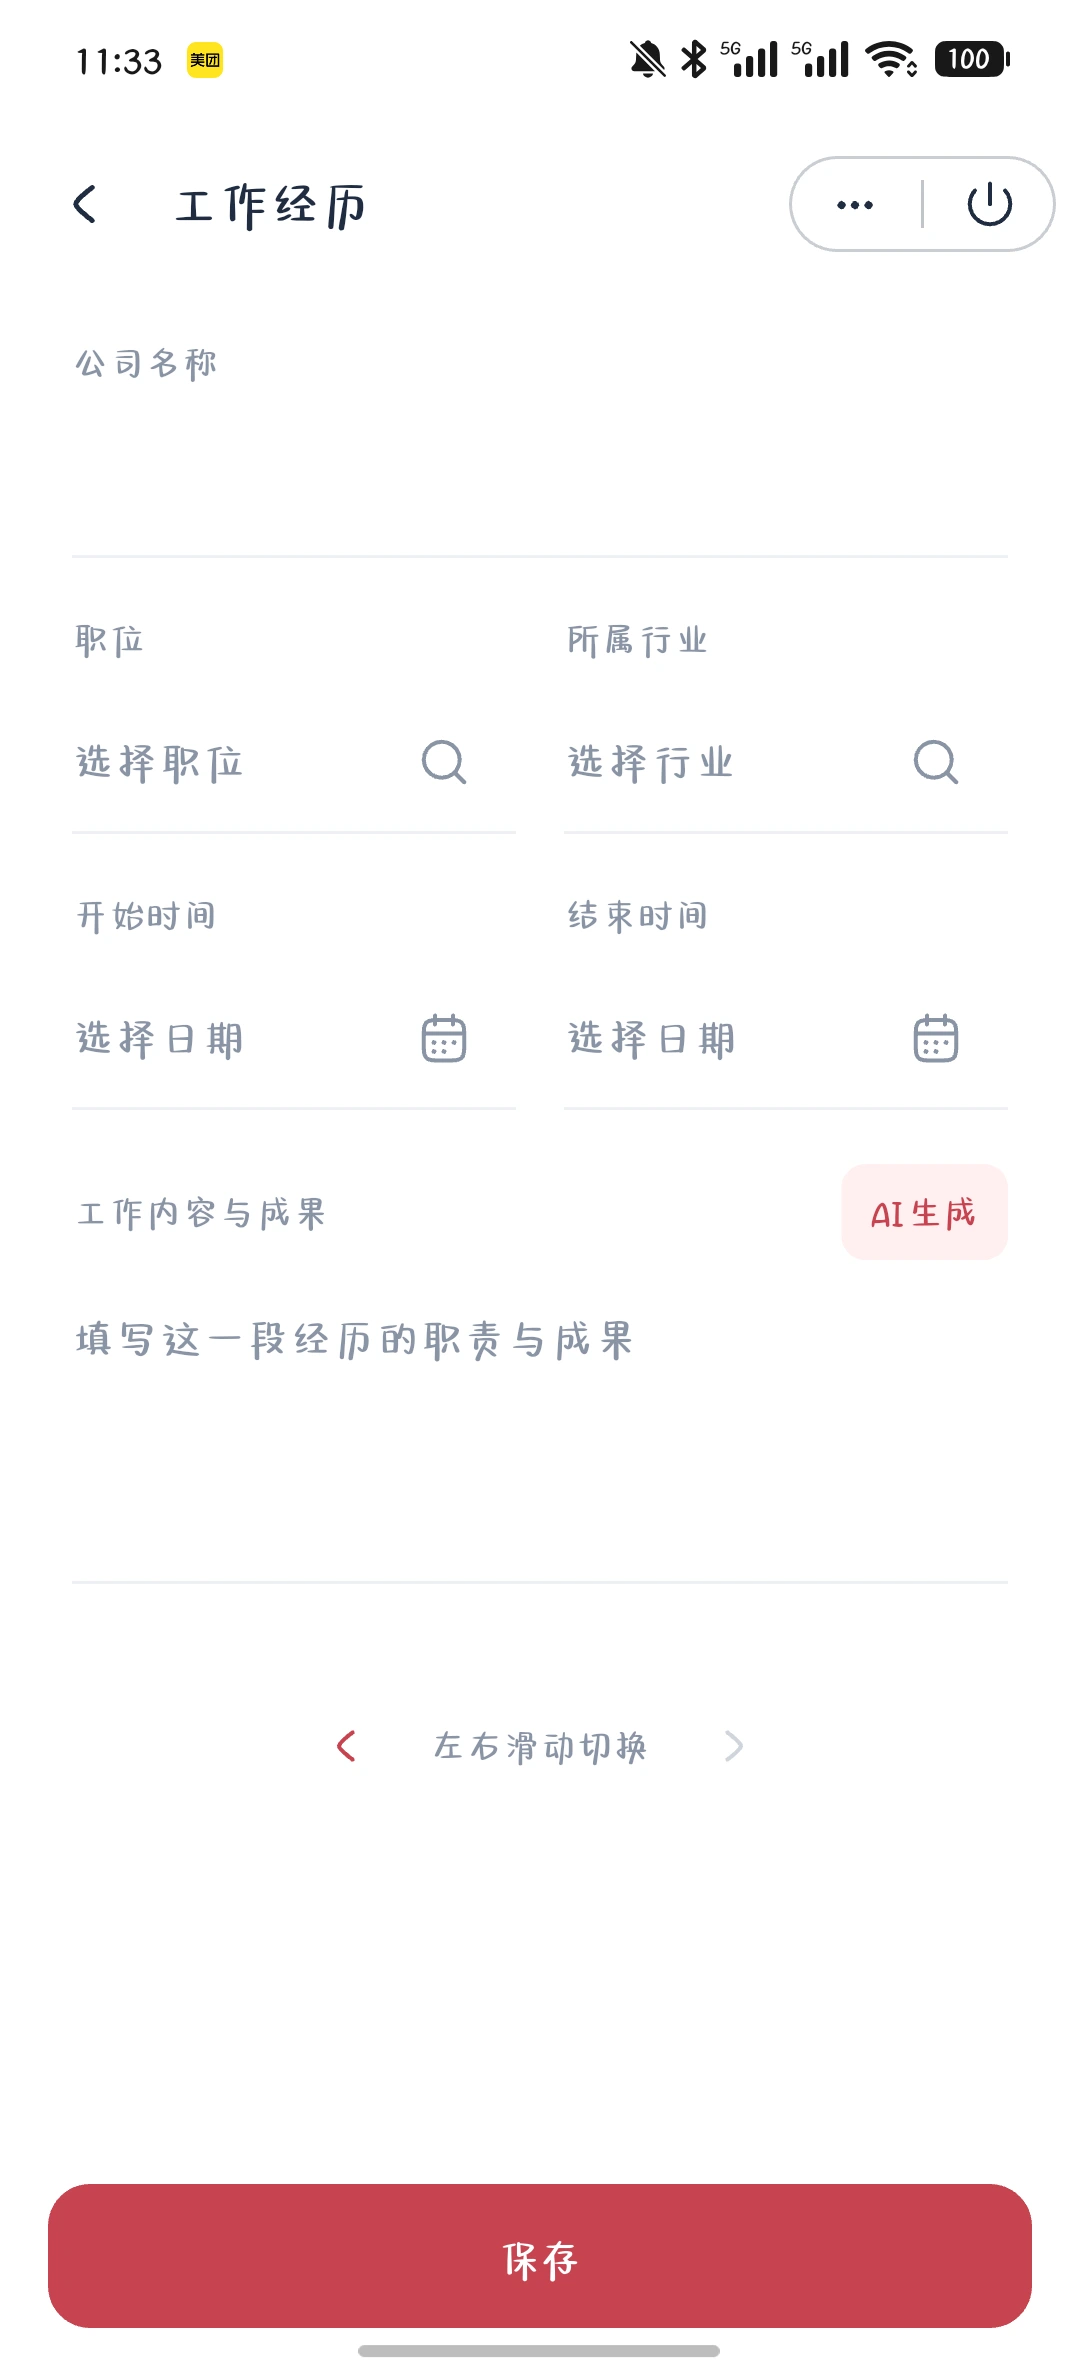 11:33 美团 5G 5G 100
工作经历
公司名称
职位 所属行业
选择职位 选择行业
开始时间 结束时间
选择日期 选择日期
工作内容与成果 AI生成
填写这一段经历的职责与成果
左右滑动切换
保存